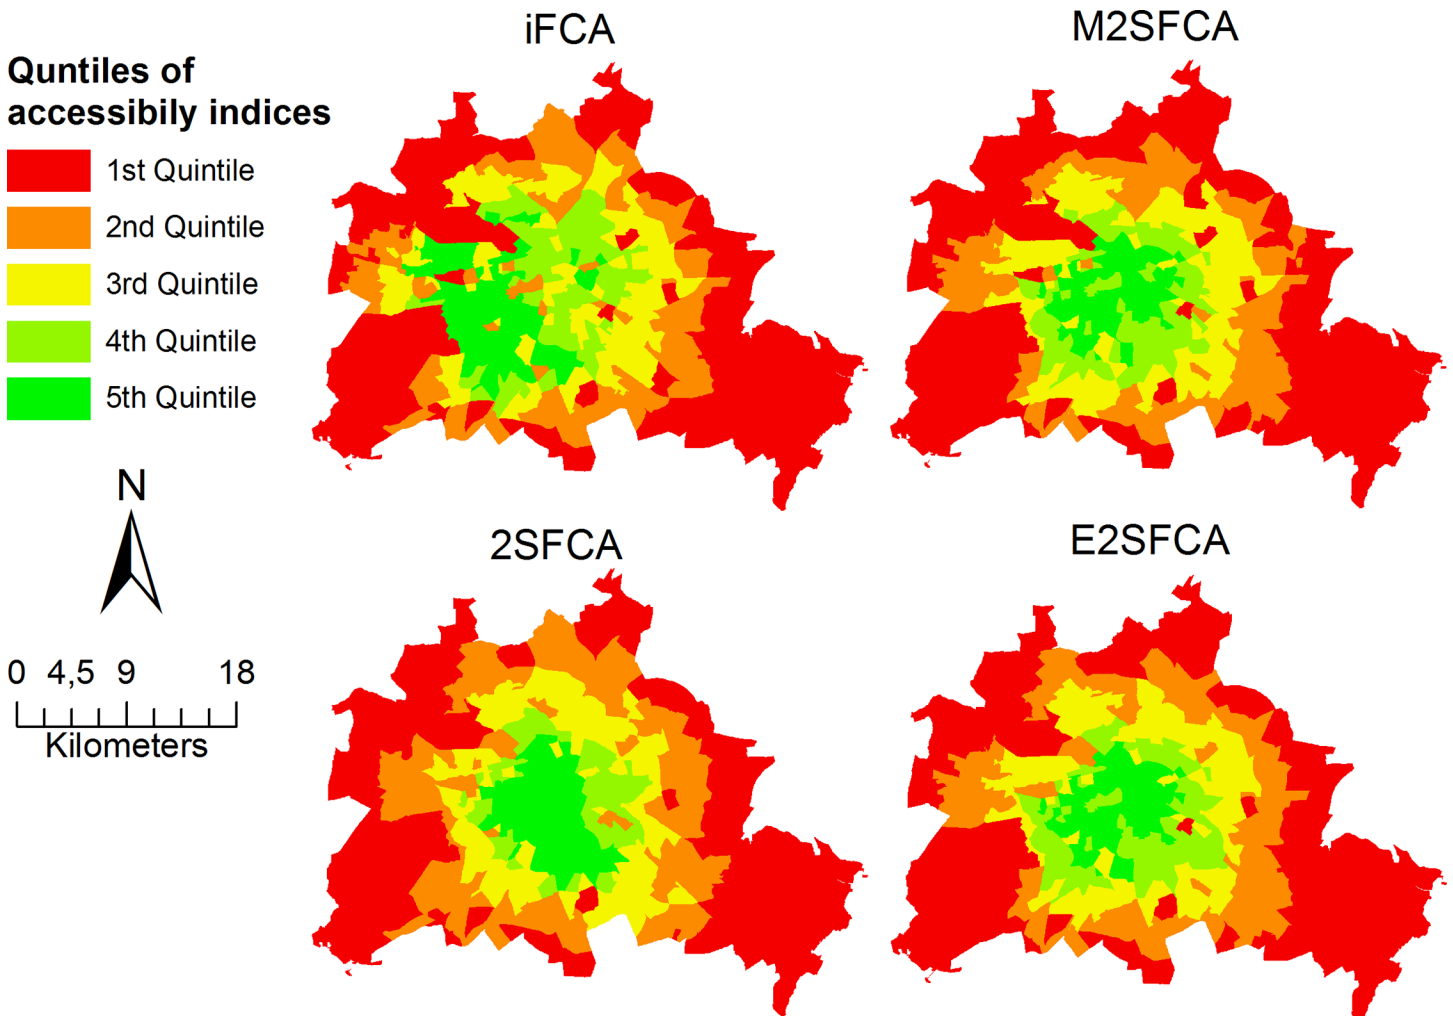 iFCA
M2SFCA
Quntiles of
accessibily indices
1st Quintile
2nd Quintile
3rd Quintile
4th Quintile
5th Quintile
N
2SFCA
E2SFCA
0 4,5 9 18
Kilometers